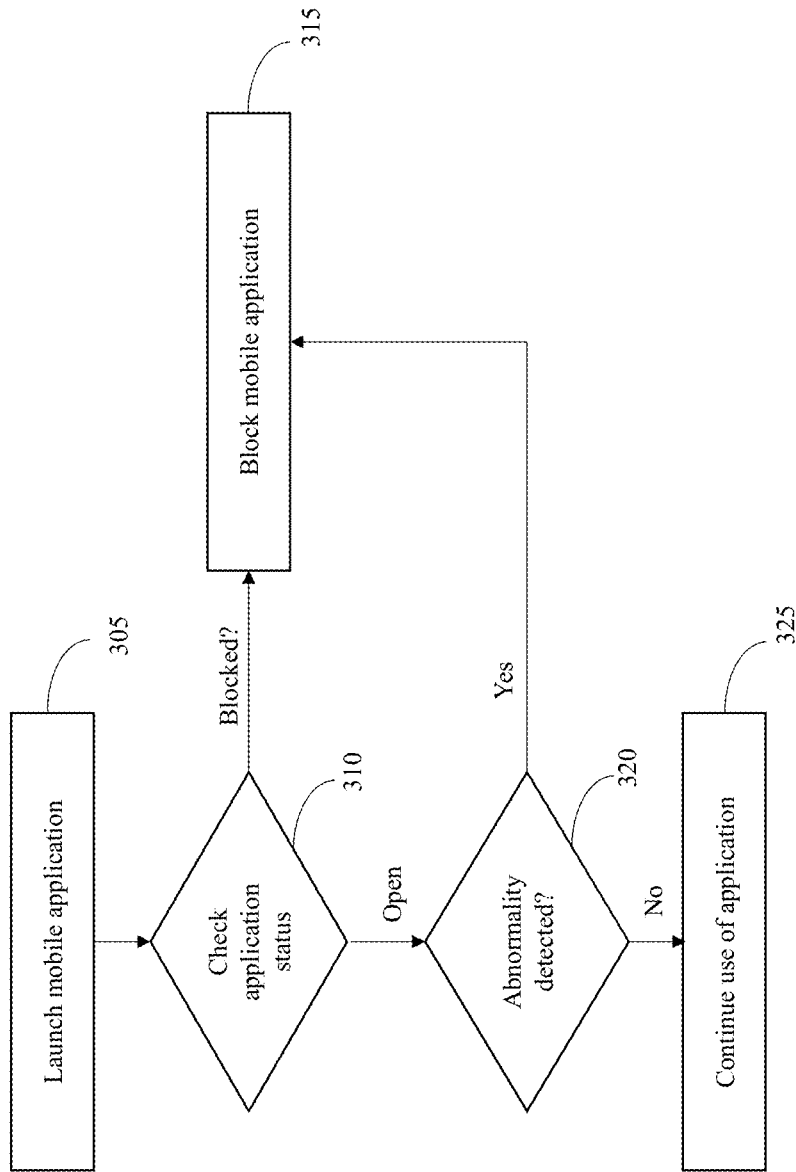 Launch mobile application
305
Check
application
status
310
Blocked?
Block mobile application
315
Open
Abnormality
detected?
320
Yes
No
Continue use of application
325